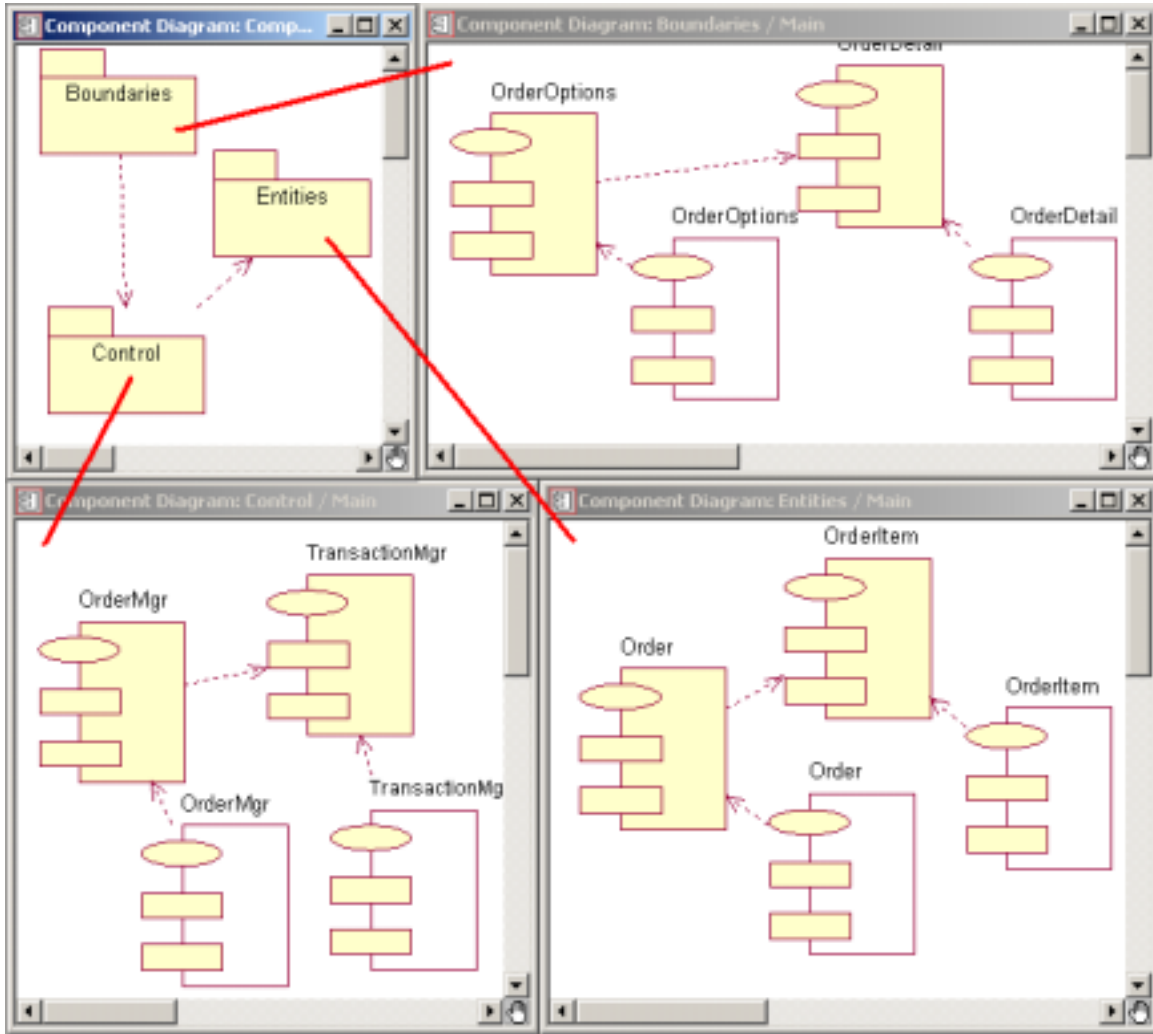 Component Diagram: Comp...
Boundaries
Entities
Control
Component Diagram: Boundaries / Main
OrderDetail
OrderOptions
OrderOptions
OrderDetail
Component Diagram: Control / Main
TransactionMgr
OrderMgr
TransactionMg
OrderMgr
Component Diagram: Entities / Main
OrderItem
Order
OrderItem
Order